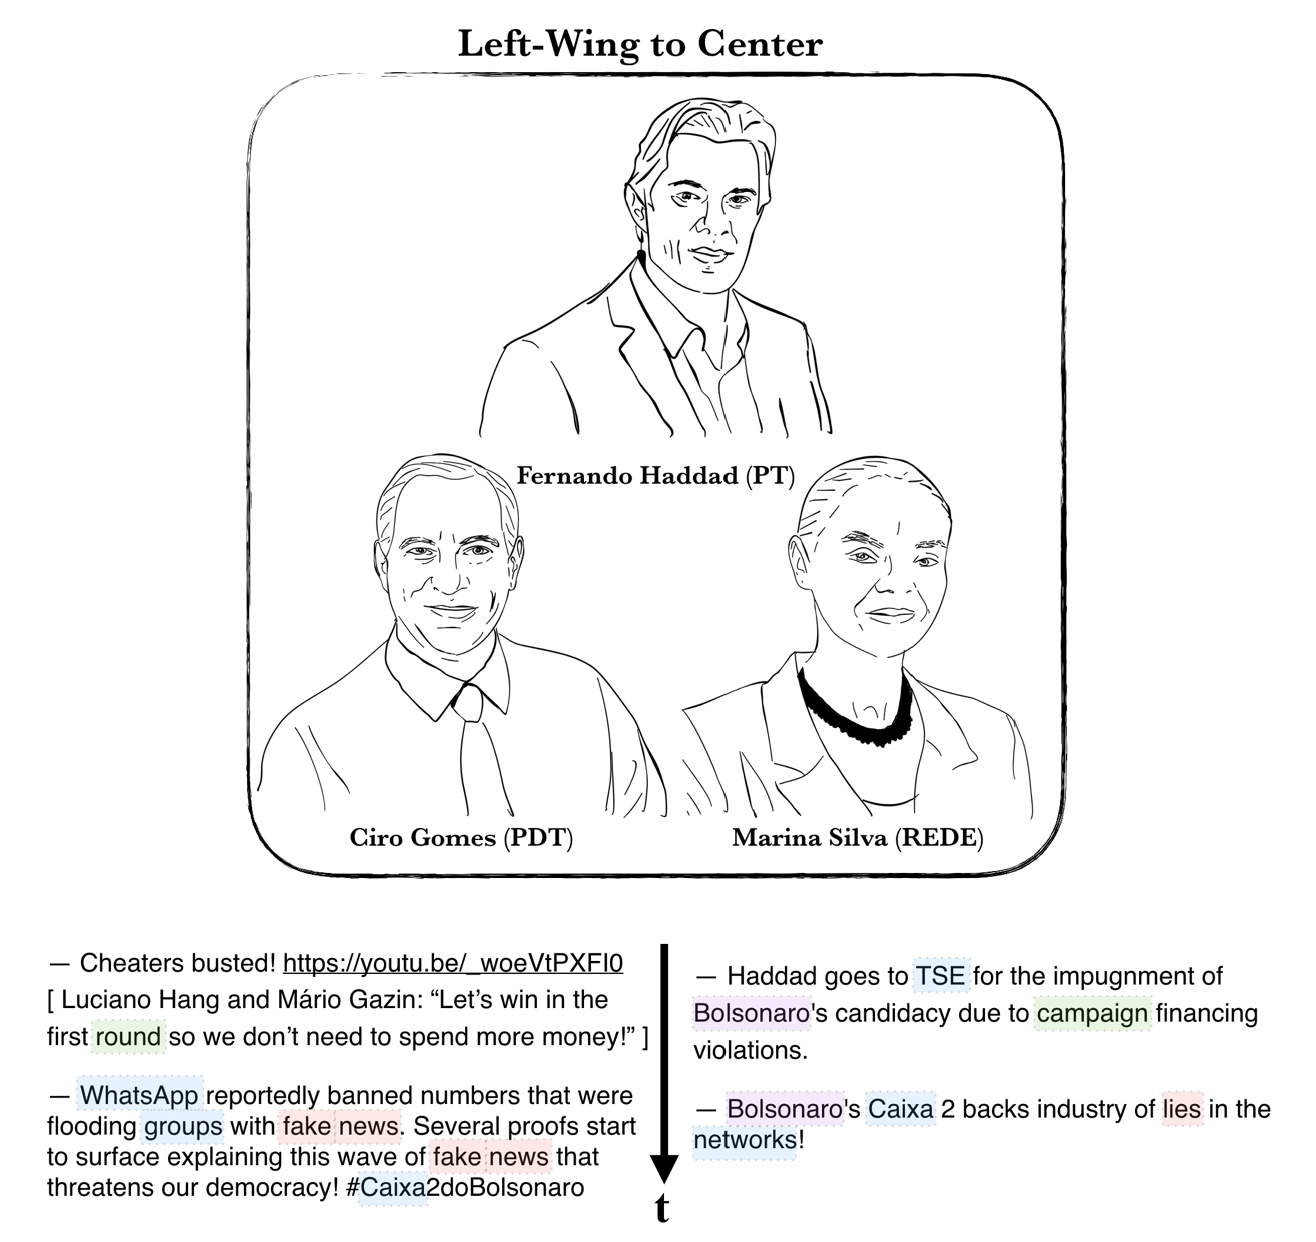 Left-Wing to Center
Fernando Haddad (PT)
Ciro Gomes (PDT)
Marina Silva (REDE)
— Cheaters busted! https://youtu.be/_woeVtPXFI0
[ Luciano Hang and Mário Gazin: “Let’s win in the
first round so we don’t need to spend more money!” ]
— WhatsApp reportedly banned numbers that were
flooding groups with fake news. Several proofs start
to surface explaining this wave of fake news that
threatens our democracy! #Caixa2doBolsonaro
— Haddad goes to TSE for the impugnment of
Bolsonaro's candidacy due to campaign financing
violations.
— Bolsonaro's Caixa 2 backs industry of lies in the
networks!
t